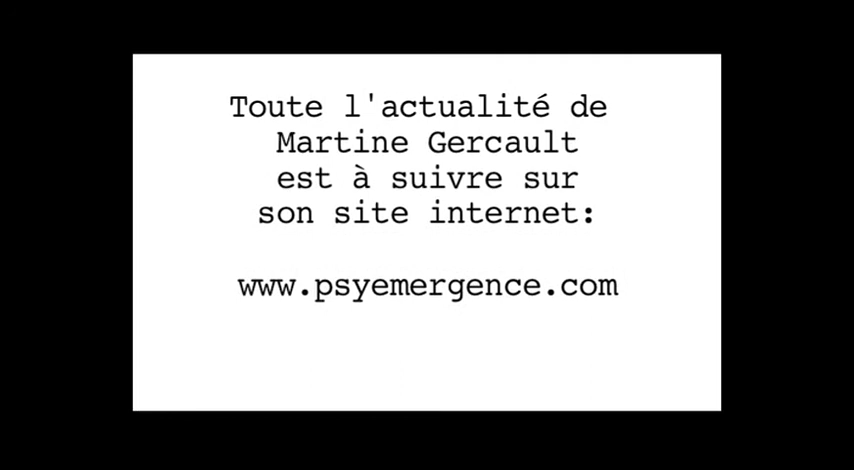 Toute l'actualité de
Martine Gercault
est à suivre sur
son site internet:
www.psyemergence.com